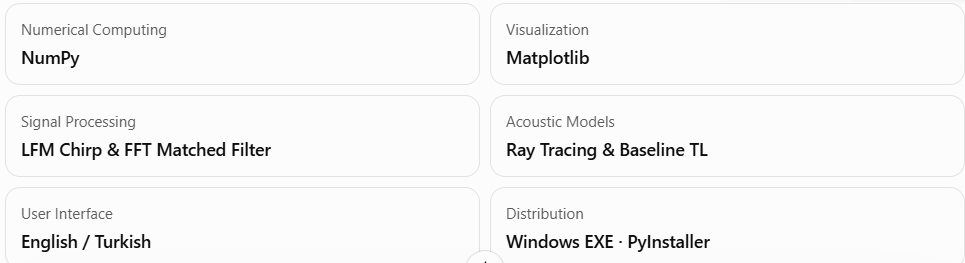 Numerical Computing
NumPy
Visualization
Matplotlib
Signal Processing
LFM Chirp & FFT Matched Filter
Acoustic Models
Ray Tracing & Baseline TL
User Interface
English / Turkish
Distribution
Windows EXE · PyInstaller